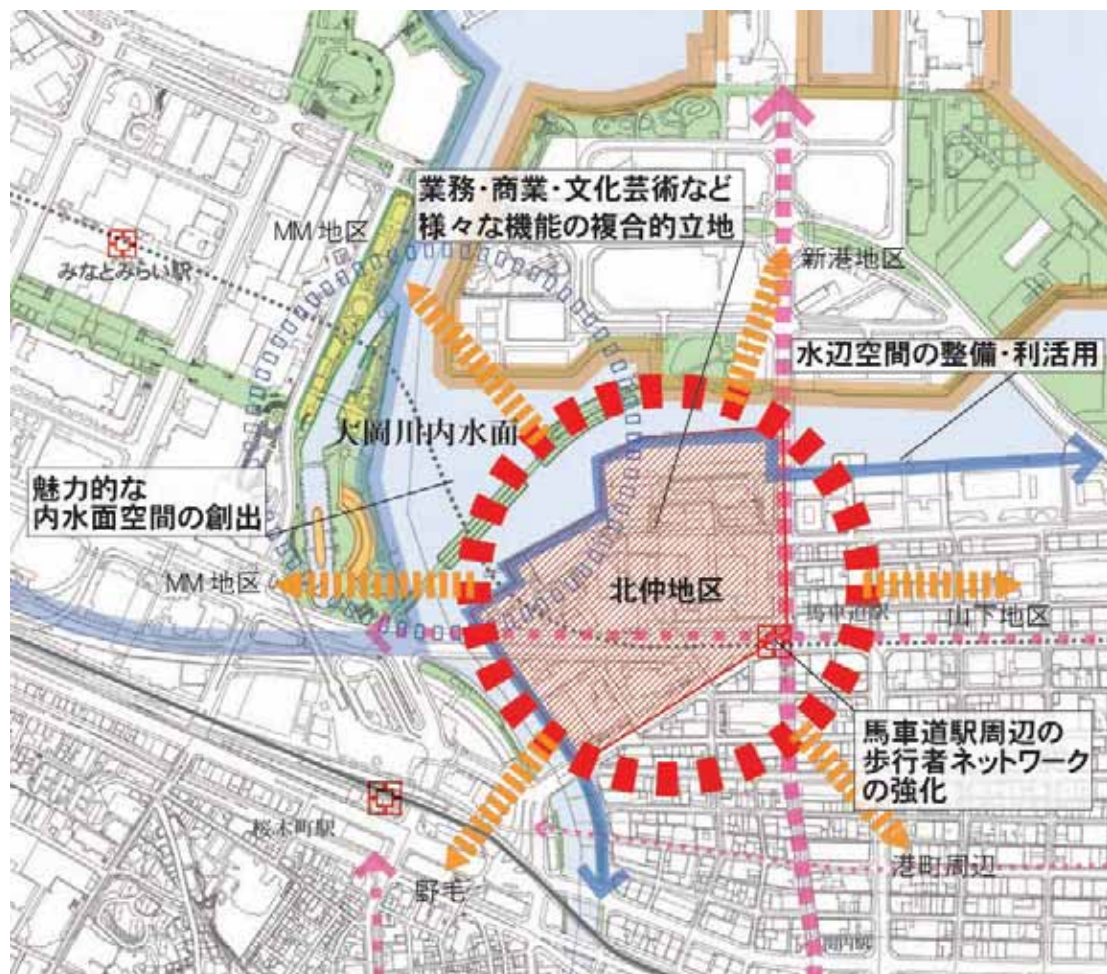 業務・商業・文化芸術など
様々な機能の複合的立地
MM 地区
みなとみらい駅
新港地区
水辺空間の整備・利活用
大岡川内水面
魅力的な
内水面空間の創出
MM 地区
北仲地区
馬車道駅
山下地区
馬車道駅周辺の
歩行者ネットワーク
の強化
桜木町駅
野毛
港町周辺
関内駅